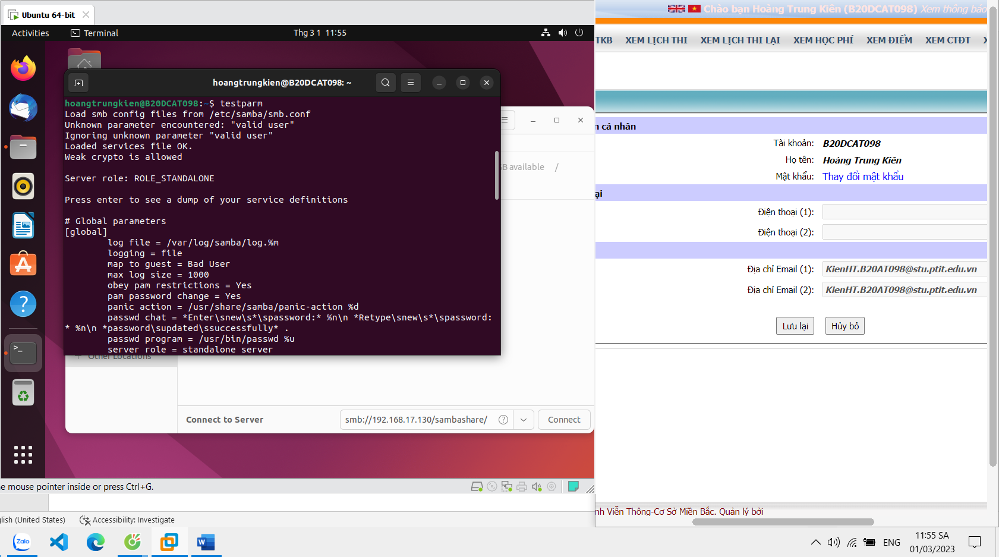 Ubuntu 64-bit
Activities
Terminal
Thg 3 1 11:55
hoangtrungkien@B20DCAT098: ~
hoangtrungkien@B20DCAT098:~$ testparm
Load smb config files from /etc/samba/smb.conf
Unknown parameter encountered: "valid user"
Ignoring unknown parameter "valid user"
Loaded services file OK.
Weak crypto is allowed
Server role: ROLE_STANDALONE
Press enter to see a dump of your service definitions
# Global parameters
[global]
log file = /var/log/samba/log.%m
logging = file
map to guest = Bad User
max log size = 1000
obey pam restrictions = Yes
pam password change = Yes
panic action = /usr/share/samba/panic-action %d
passwd chat = *Enter\snew\s*\spassword:* %n\n *Retype\snew\s*\spassword:
* %n\n *password\supdated\ssuccessfully* .
passwd program = /usr/bin/passwd %u
server role = standalone server
GB available /
+ Other Locations
Connect to Server
smb://192.168.17.130/sambashare/
Connect
e mouse pointer inside or press Ctrl+G.
glish (United States)
Accessibility: Investigate
Chào bạn Hoàng Trung Kiên (B20DCAT098) Xem thông báo
TKB XEM LỊCH THI XEM LỊCH THI LẠI XEM HỌC PHÍ XEM ĐIỂM XEM CTĐT X
n cá nhân
Tài khoản: B20DCAT098
Họ tên: Hoàng Trung Kiên
Mật khẩu: Thay đổi mật khẩu
ại
Điện thoại (1):
Điện thoại (2):
Địa chỉ Email (1): KienHT.B20AT098@stu.ptit.edu.vn
Địa chỉ Email (2): KienHT.B20AT098@stu.ptit.edu.vn
Lưu lại
Hủy bỏ
nh Viễn Thông-Cơ Sở Miền Bắc. Quản lý bởi
Zalo
ENG
11:55 SA
01/03/2023